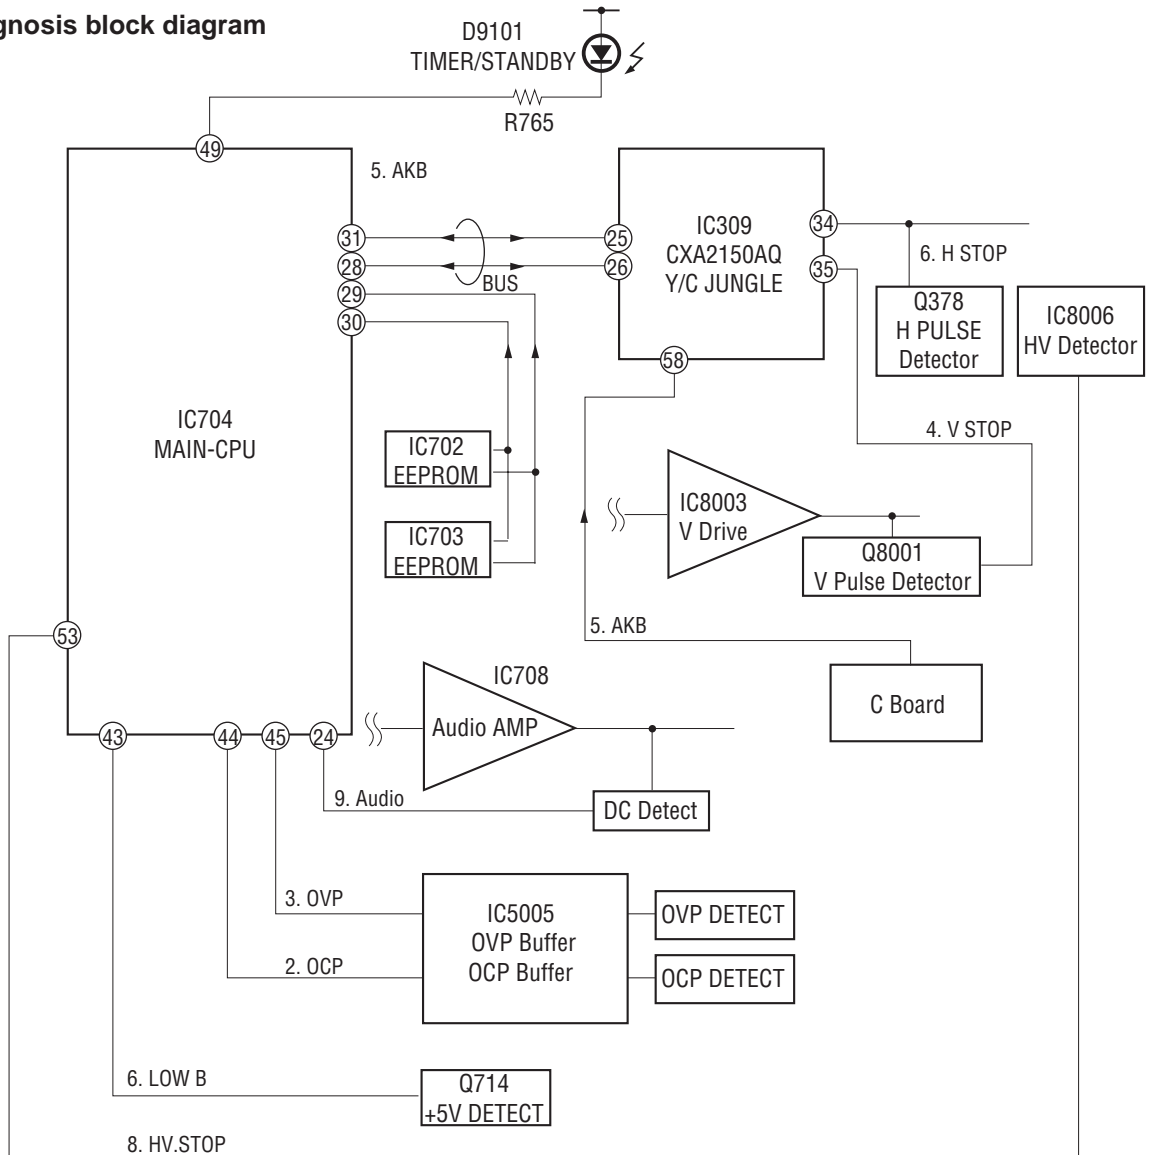 gnosis block diagram
D9101
TIMER/STANDBY
R765
49
5. AKB
31
28
29
30
BUS
25
26
IC309
CXA2150AQ
Y/C JUNGLE
34
35
58
6. H STOP
Q378
H PULSE
Detector
IC8006
HV Detector
IC704
MAIN-CPU
IC702
EEPROM
IC703
EEPROM
4. V STOP
IC8003
V Drive
Q8001
V Pulse Detector
5. AKB
C Board
53
43
44
45
24
IC708
Audio AMP
9. Audio
DC Detect
3. OVP
2. OCP
IC5005
OVP Buffer
OCP Buffer
OVP DETECT
OCP DETECT
6. LOW B
Q714
+5V DETECT
8. HV.STOP